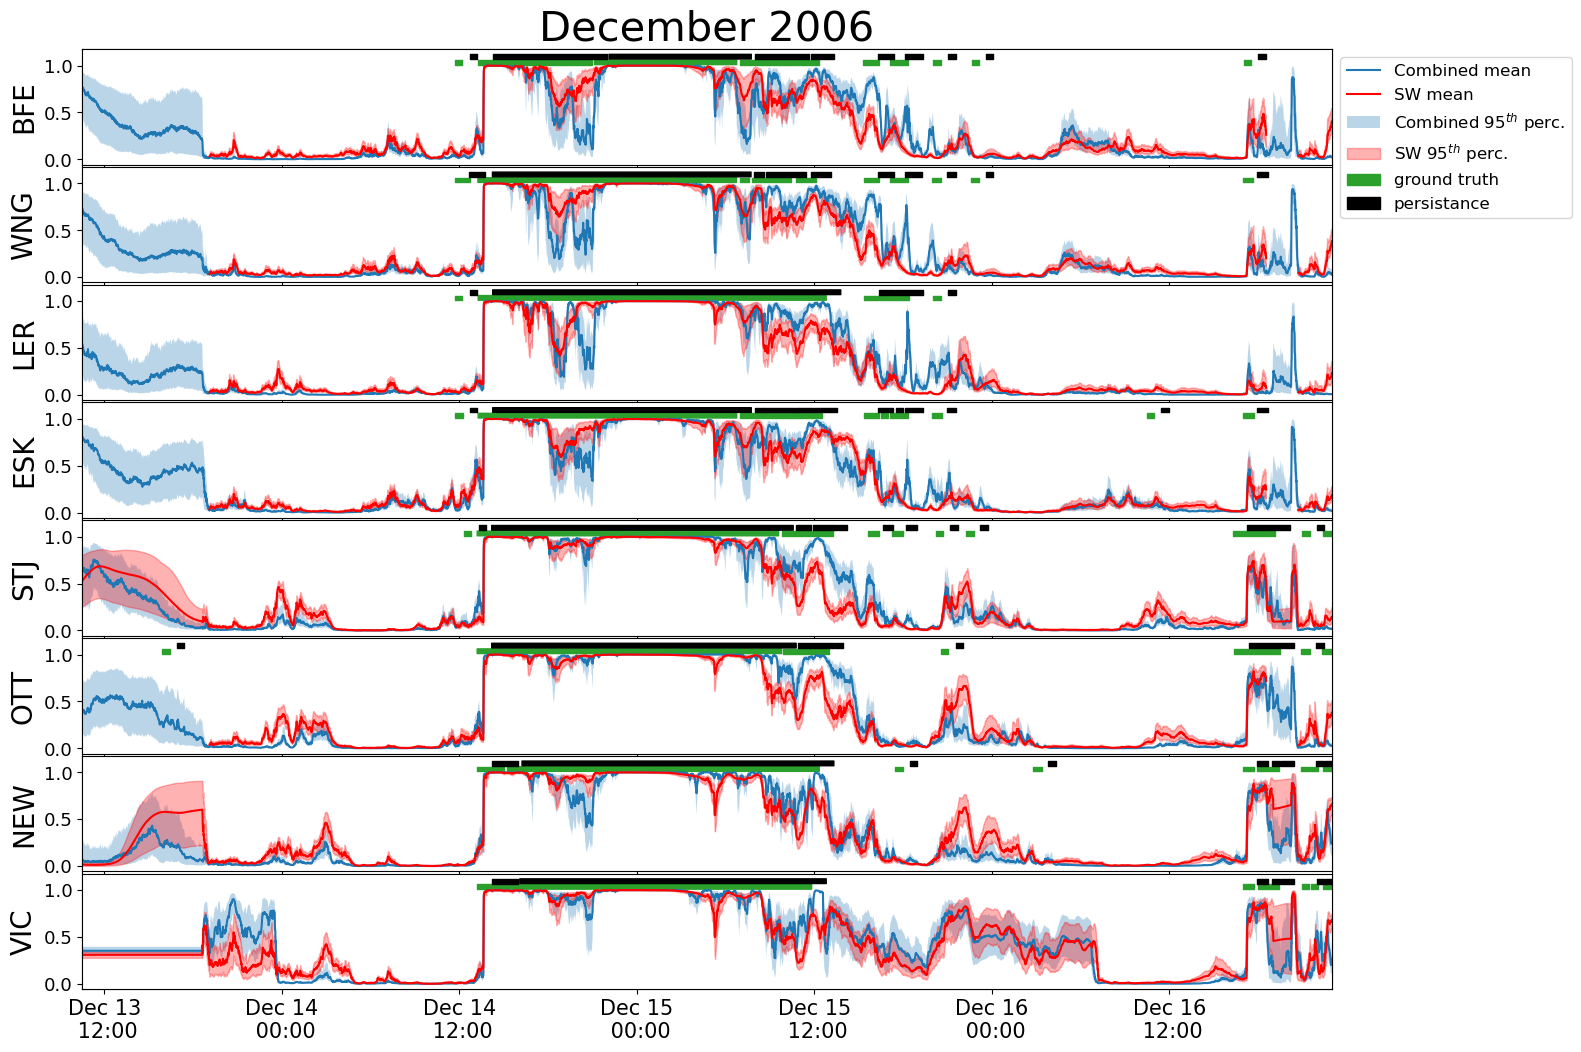 December 2006
BFE
1.0
0.5
0.0
WNG
1.0
0.5
0.0
LER
1.0
0.5
0.0
ESK
1.0
0.5
0.0
STJ
1.0
0.5
0.0
OTT
1.0
0.5
0.0
NEW
1.0
0.5
0.0
VIC
1.0
0.5
0.0
Dec 13 Dec 14 Dec 14 Dec 15 Dec 15 Dec 16 Dec 16
12:00 00:00 12:00 00:00 12:00 00:00 12:00
Combined mean
SW mean
Combined 95th perc.
SW 95th perc.
ground truth
persistance